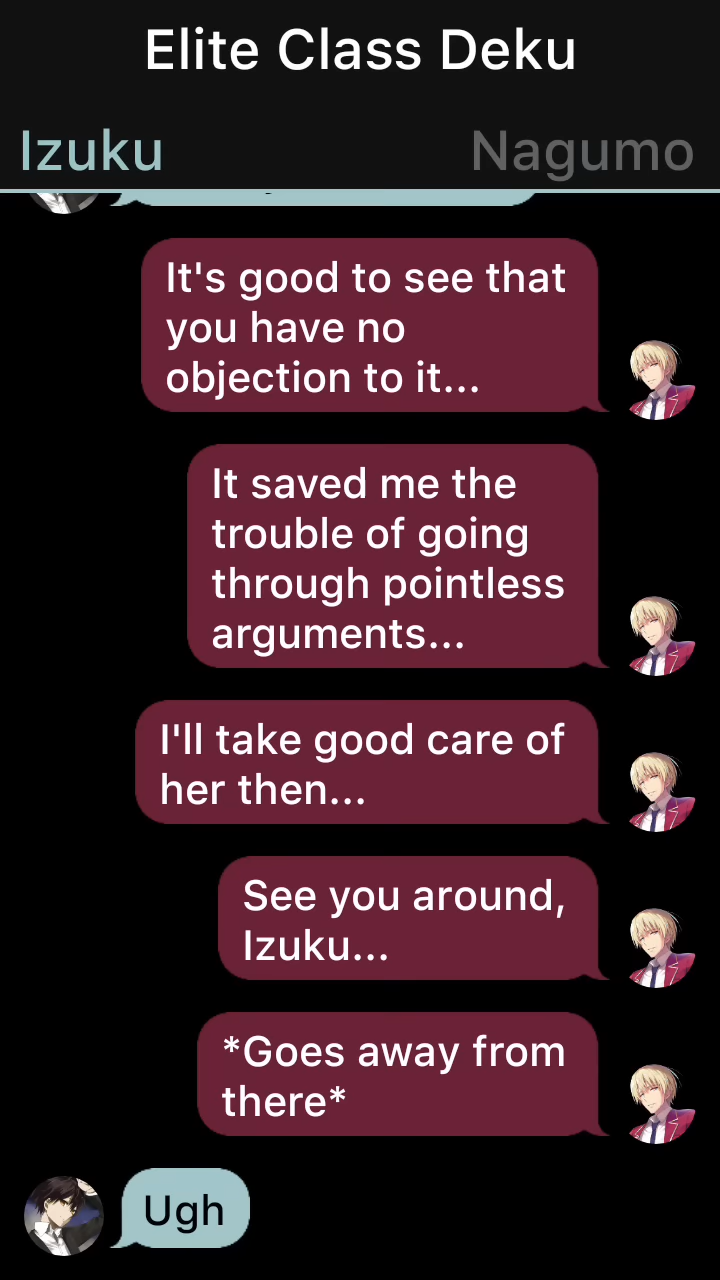 Elite Class Deku
Izuku
Nagumo
It's good to see that
you have no
objection to it...
It saved me the
trouble of going
through pointless
arguments...
I'll take good care of
her then...
See you around,
Izuku...
*Goes away from
there*
Ugh